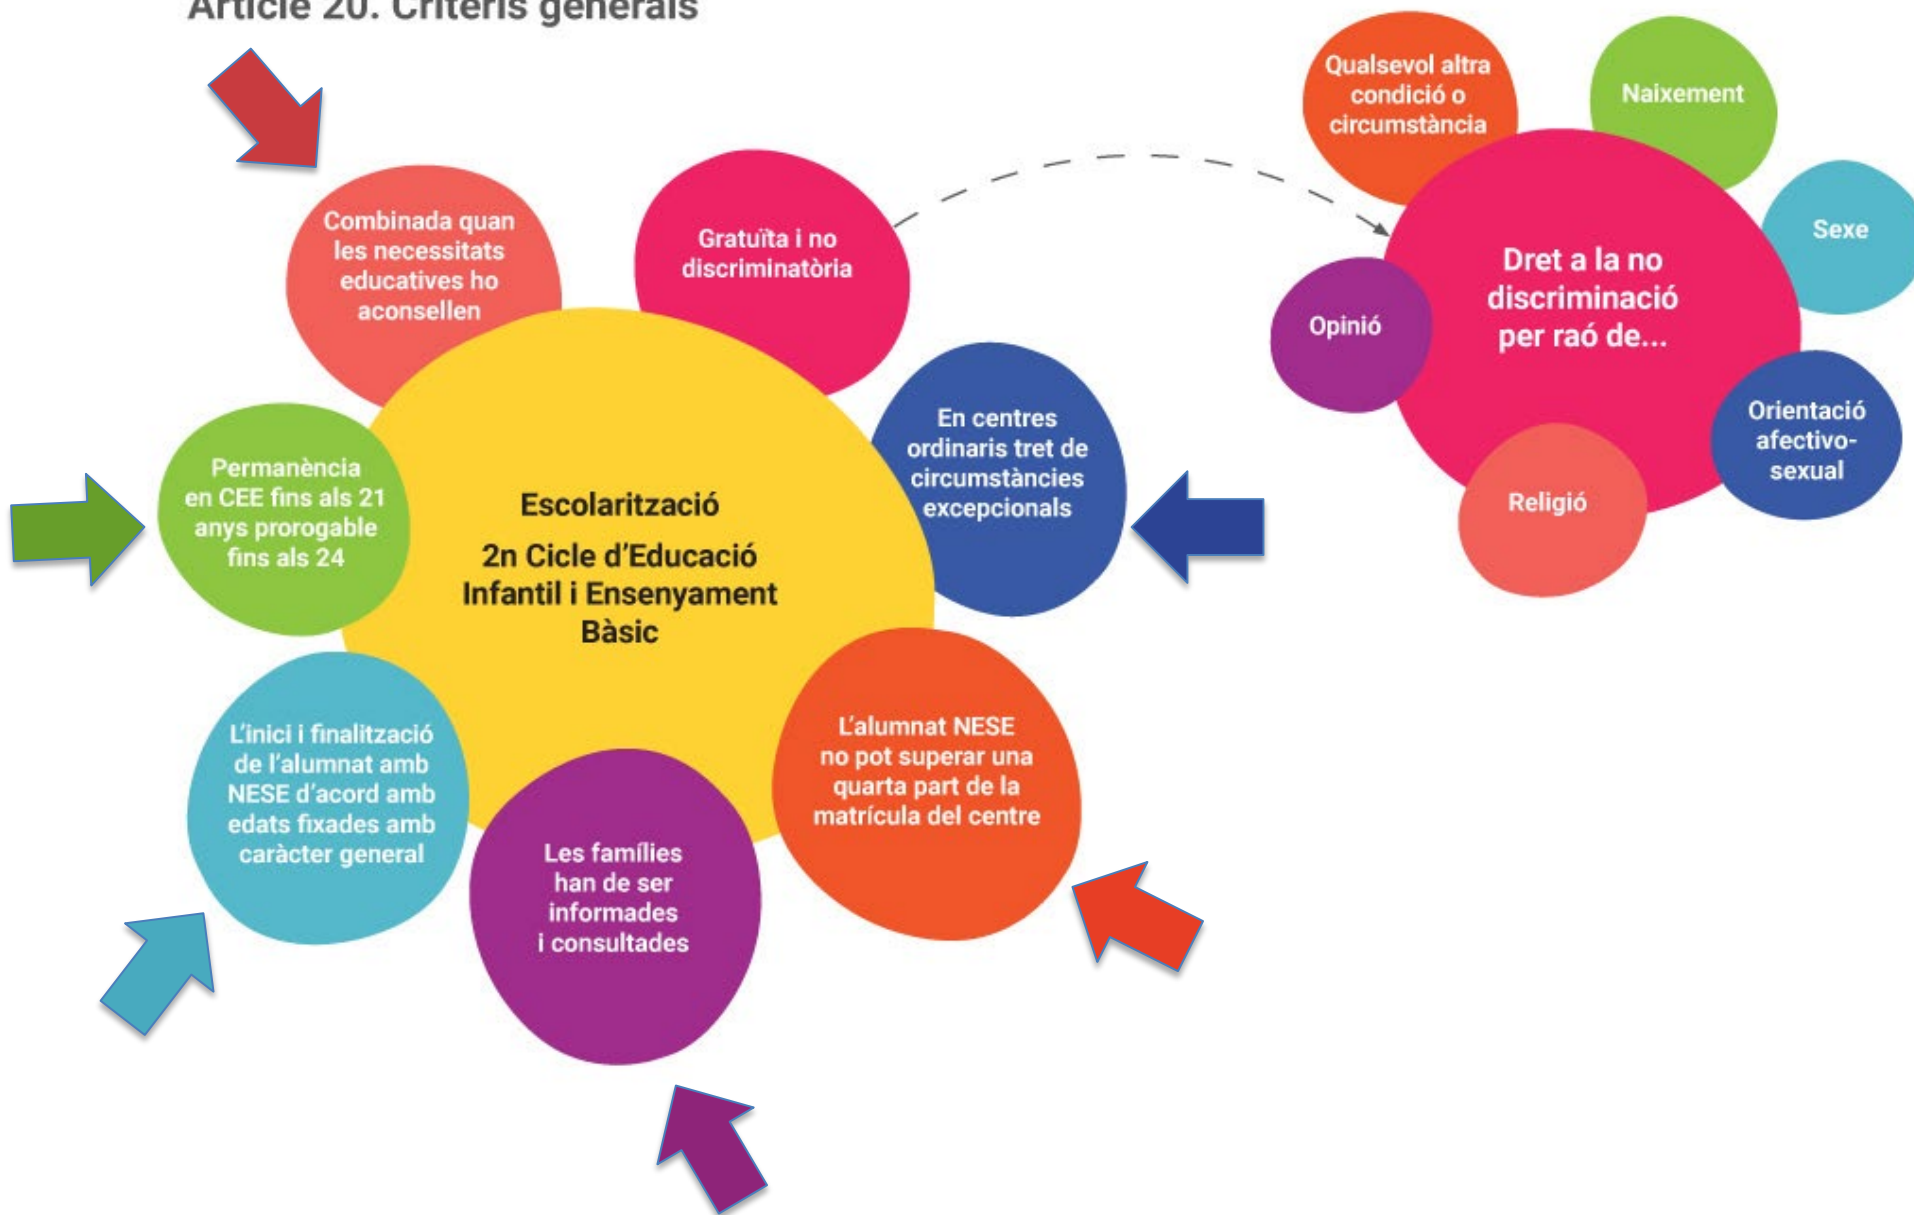 Article 20. Criteris generals
Combinada quan
les necessitats
educatives ho
aconsellen
Gratuïta i no
discriminatòria
En centres
ordinaris tret de
circumstàncies
excepcionals
Permanència
en CEE fins als 21
anys prorogable
fins als 24
Escolarització
2n Cicle d'Educació
Infantil i Ensenyament
Bàsic
L'inici i finalització
de l'alumnat amb
NESE d'acord amb
edats fixades amb
caràcter general
Les famílies
han de ser
informades
i consultades
L'alumnat NESE
no pot superar una
quarta part de la
matrícula del centre
Qualsevol altra
condició o
circumstància
Naixement
Sexe
Dret a la no
discriminació
per raó de...
Opinió
Orientació
afectivo-
sexual
Religió